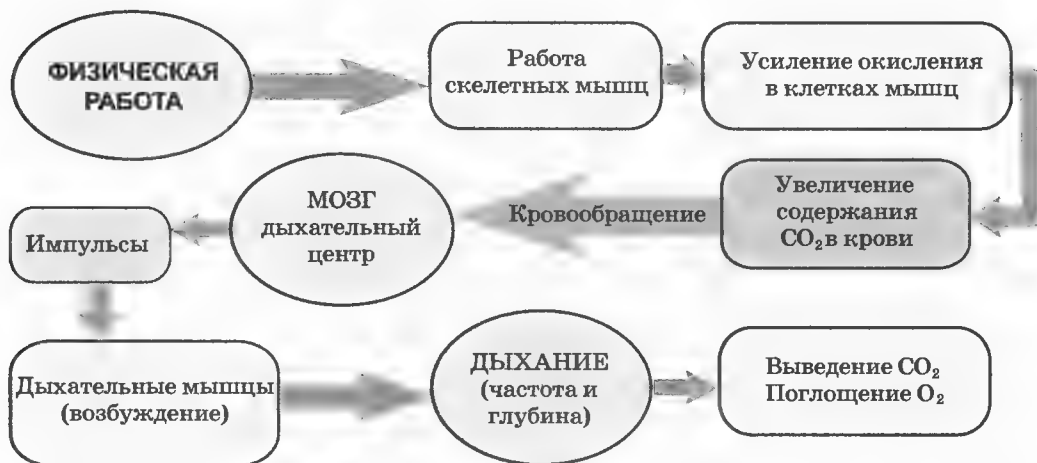 ФИЗИЧЕСКАЯ
РАБОТА
Работа
скелетных мышц
Усиление окисления
в клетках мышц
Увеличение
содержания
CO₂ в крови
Кровообращение
МОЗГ
дыхательный
центр
Импульсы
Дыхательные мышцы
(возбуждение)
ДЫХАНИЕ
(частота и
глубина)
Выведение CO₂
Поглощение O₂